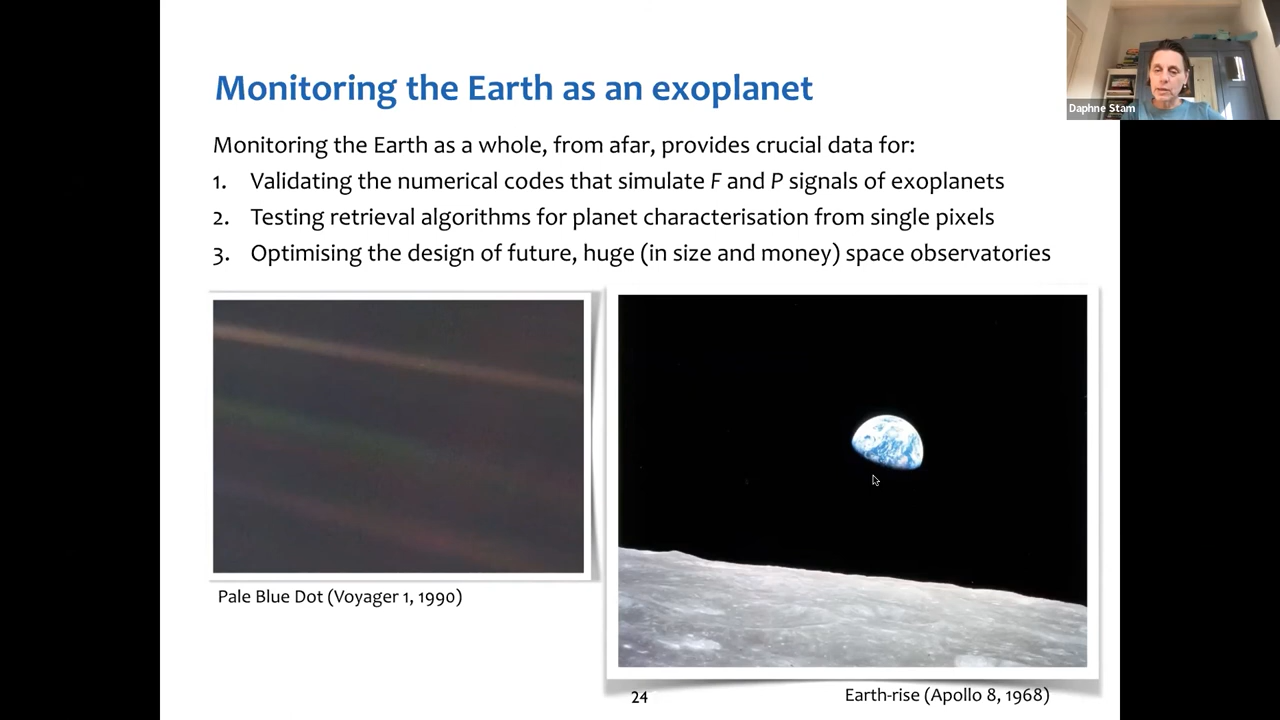 Monitoring the Earth as an exoplanet
Daphne Stam
Monitoring the Earth as a whole, from afar, provides crucial data for:
1. Validating the numerical codes that simulate F and P signals of exoplanets
2. Testing retrieval algorithms for planet characterisation from single pixels
3. Optimising the design of future, huge (in size and money) space observatories
Pale Blue Dot (Voyager 1, 1990)
24
Earth-rise (Apollo 8, 1968)